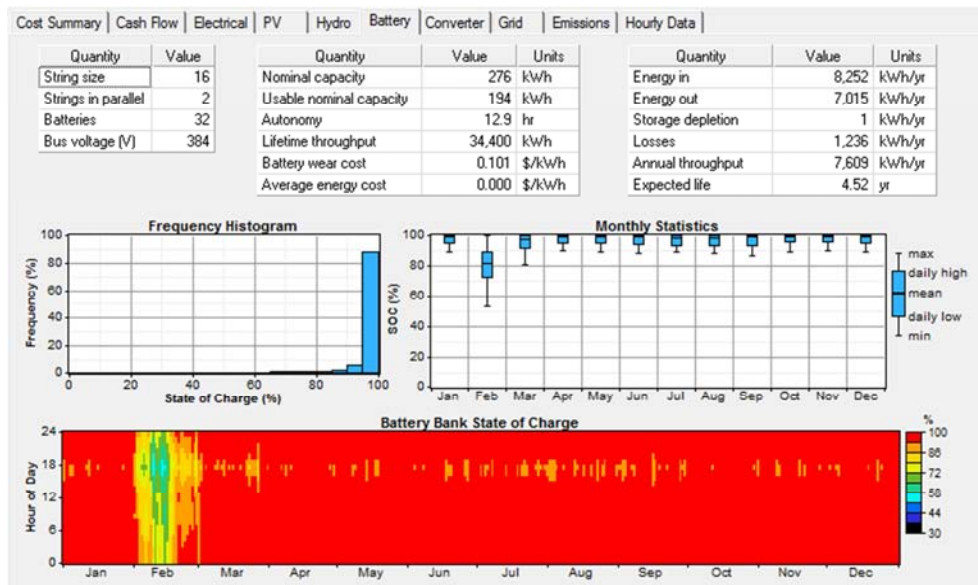 Cost Summary Cash Flow Electrical PV Hydro Battery Converter Grid Emissions Hourly Data
Quantity Value
String size 16
Strings in parallel 2
Batteries 32
Bus voltage (V) 384
Quantity Value Units
Nominal capacity 276 kWh
Usable nominal capacity 194 kWh
Autonomy 12.9 hr
Lifetime throughput 34,400 kWh
Battery wear cost 0.101 $/kWh
Average energy cost 0.000 $/kWh
Quantity Value Units
Energy in 8,252 kWh/yr
Energy out 7,015 kWh/yr
Storage depletion 1 kWh/yr
Losses 1,236 kWh/yr
Annual throughput 7,609 kWh/yr
Expected life 4.52 yr
Frequency Histogram
Frequency (%)
100
80
60
40
20
0
0 20 40 60 80 100
State of Charge (%)
Monthly Statistics
SOC (%)
100
80
60
40
20
0
Jan Feb Mar Apr May Jun Jul Aug Sep Oct Nov Dec
max
daily high
mean
daily low
min
Battery Bank State of Charge
Hour of Day
24
18
12
6
0
Jan Feb Mar Apr May Jun Jul Aug Sep Oct Nov Dec
%
100
86
72
58
44
30